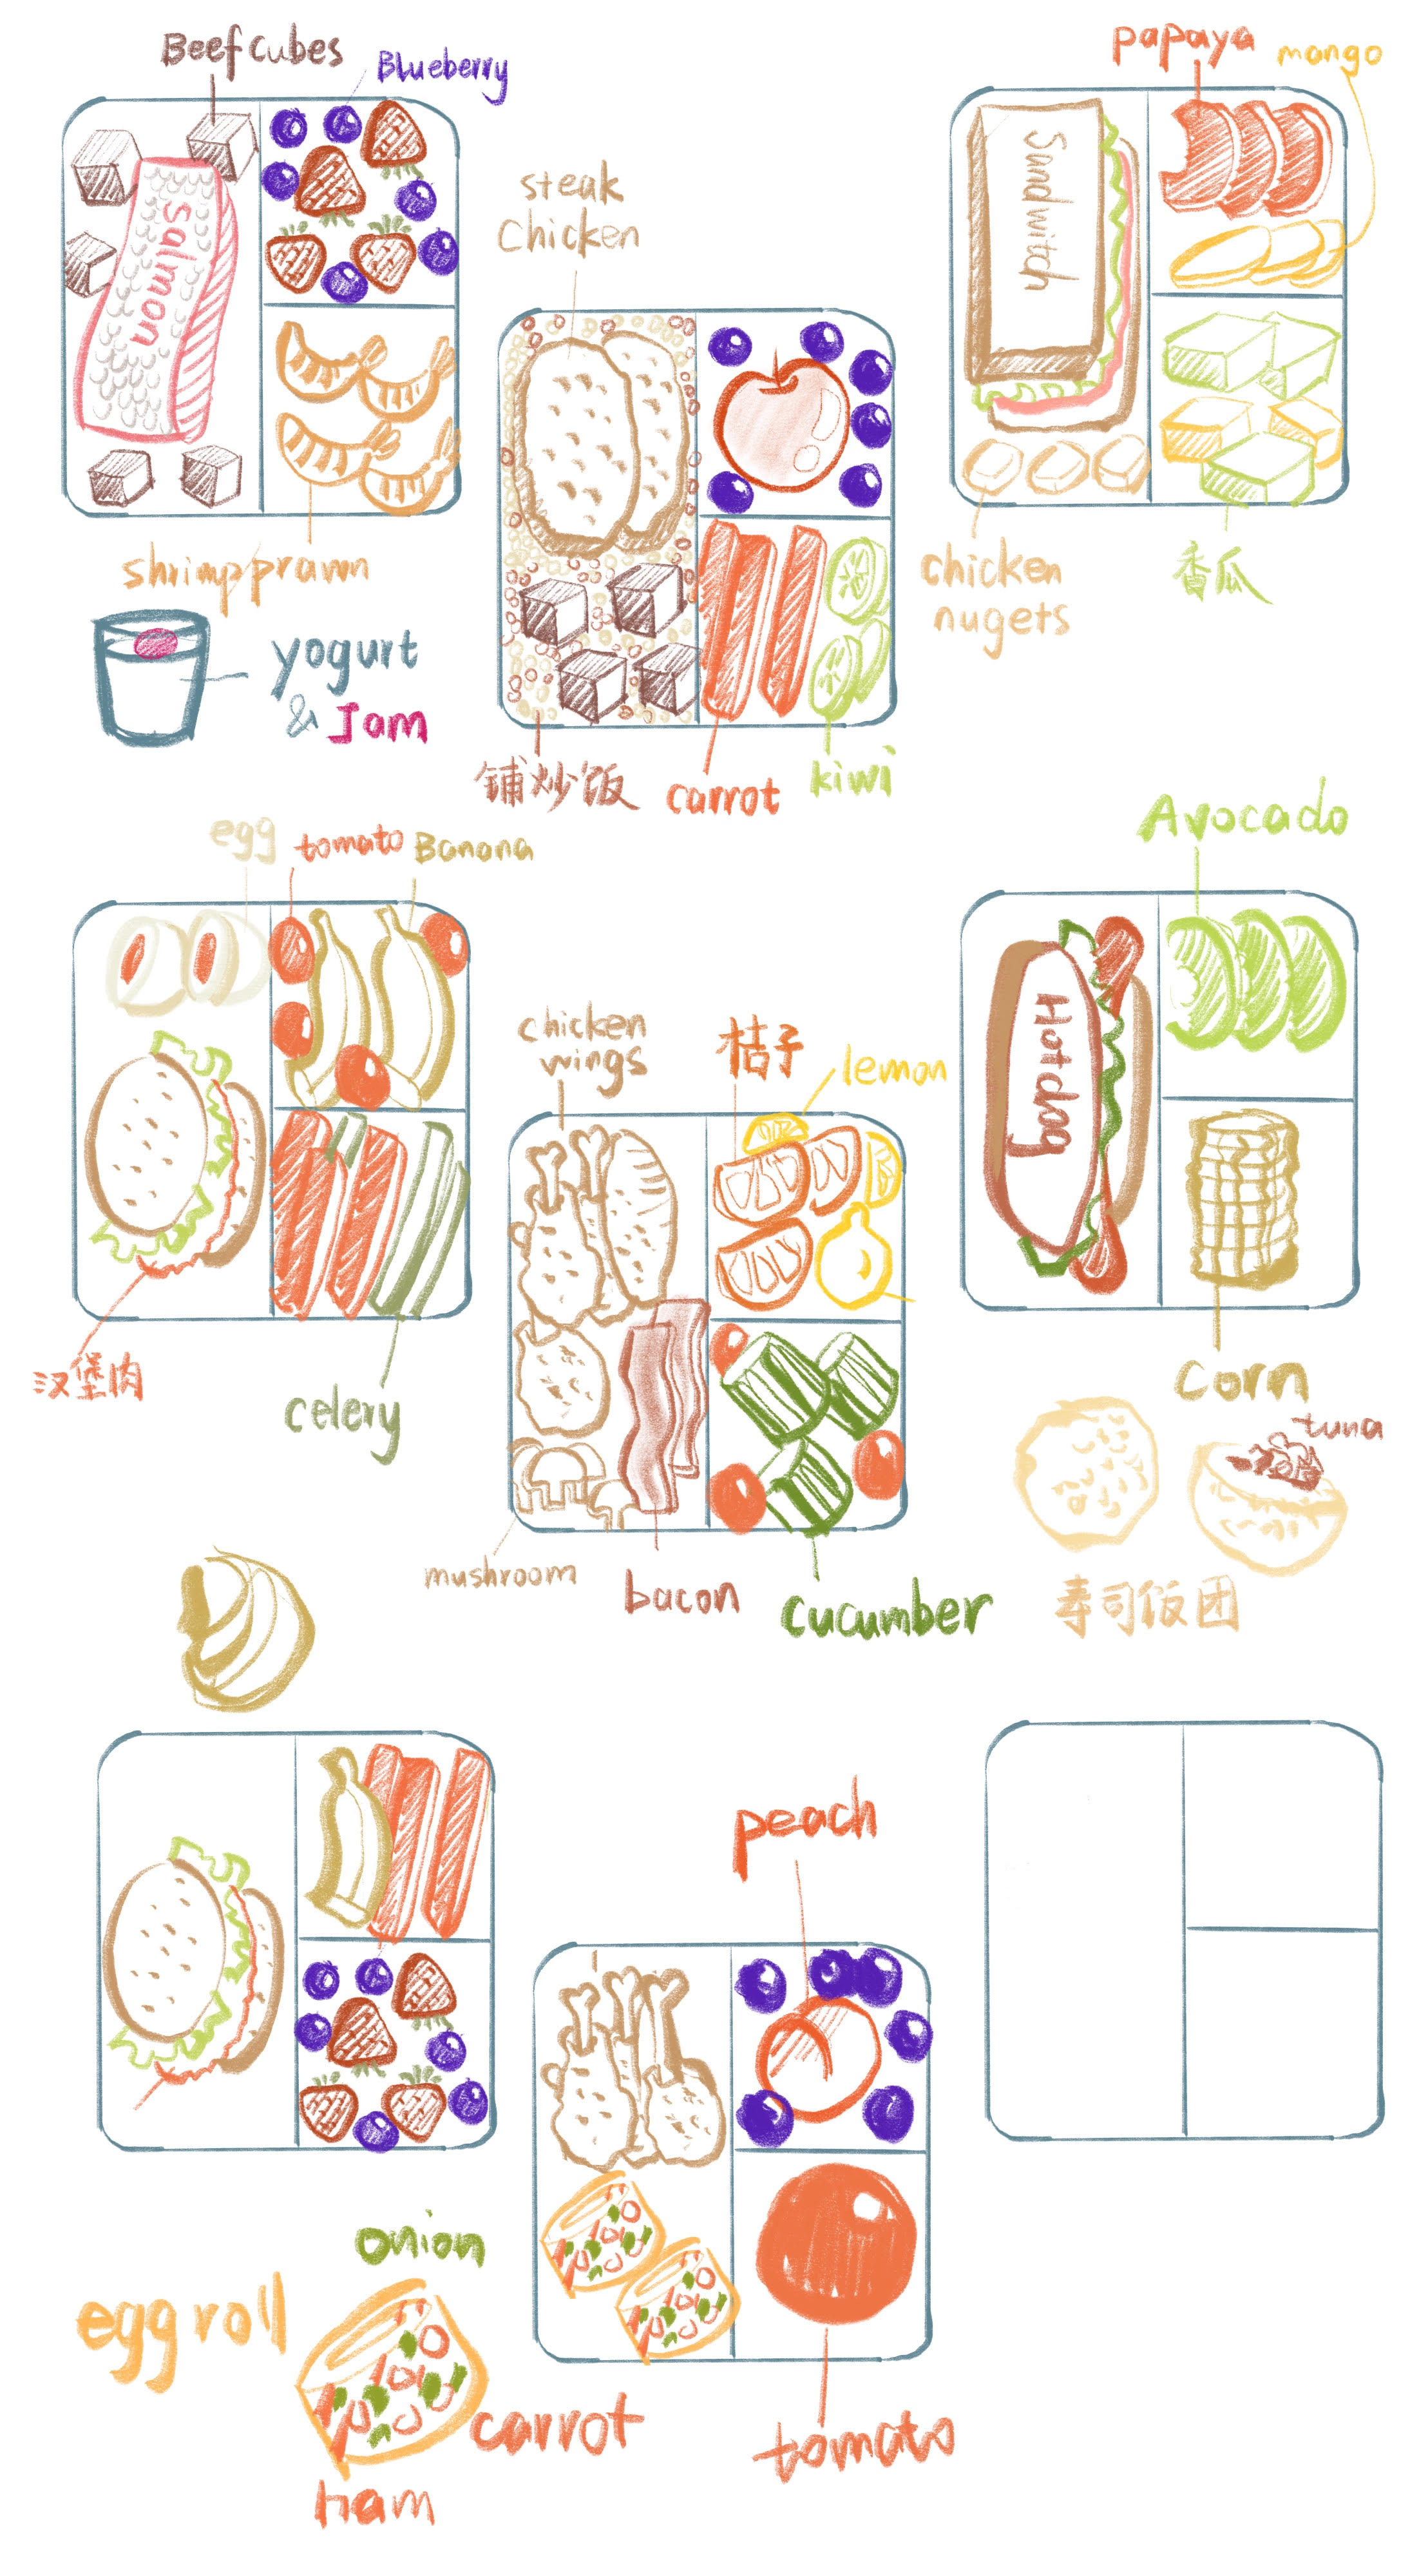 Beef cubes
Blueberry
salmon
shrimp prawn
yogurt
& Jam
steak
Chicken
铺炒饭
carrot
kiwi
papaya
mango
Sandwitch
chicken
nugets
香瓜
egg
tomato
Banana
汉堡肉
celery
chicken
wings
桔子
lemon
mushroom
bacon
cucumber
Avocado
Hotdog
corn
tuna
寿司饭团
peach
tomato
onion
egg roll
carrot
ham